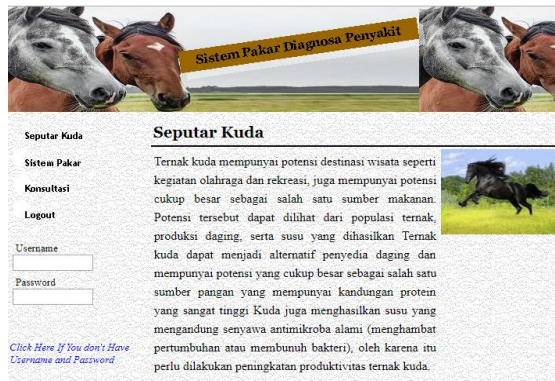 Sistem Pakar Diagnosa Penyakit
Seputar Kuda
Sistem Pakar
Konsultasi
Logout
Username
Password
Click Here If You don't Have
Username and Password
Seputar Kuda
Ternak kuda mempunyai potensi destinasi wisata seperti
kegiatan olahraga dan rekreasi, juga mempunyai potensi
cukup besar sebagai salah satu sumber makanan.
Potensi tersebut dapat dilihat dari populasi ternak,
produksi daging, serta susu yang dihasilkan Ternak
kuda dapat menjadi alternatif penyedia daging dan
mempunyai potensi yang cukup besar sebagai salah satu
sumber pangan yang mempunyai kandungan protein
yang sangat tinggi Kuda juga menghasilkan susu yang
mengandung senyawa antimikroba alami (menghambat
pertumbuhan atau membunuh bakteri), oleh karena itu
perlu dilakukan peningkatan produktivitas ternak kuda.